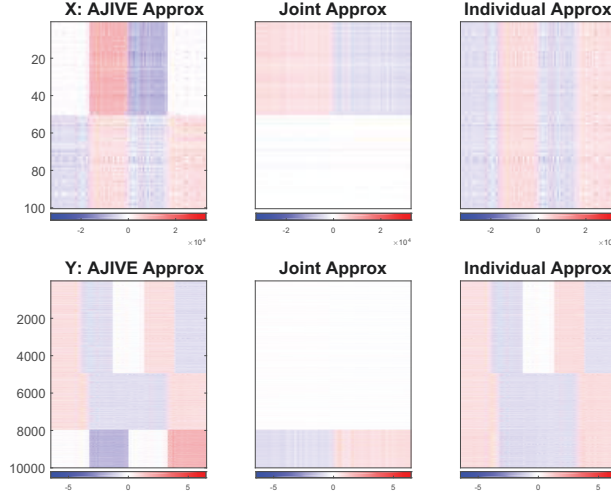 X: AJIVE Approx Joint Approx Individual Approx
20
40
60
80
100
-2 0 2 -2 0 2 -2 0 2
×10⁴ ×10⁴
Y: AJIVE Approx Joint Approx Individual Approx
2000
4000
6000
8000
10000
-5 0 5 -5 0 5 -5 0 5